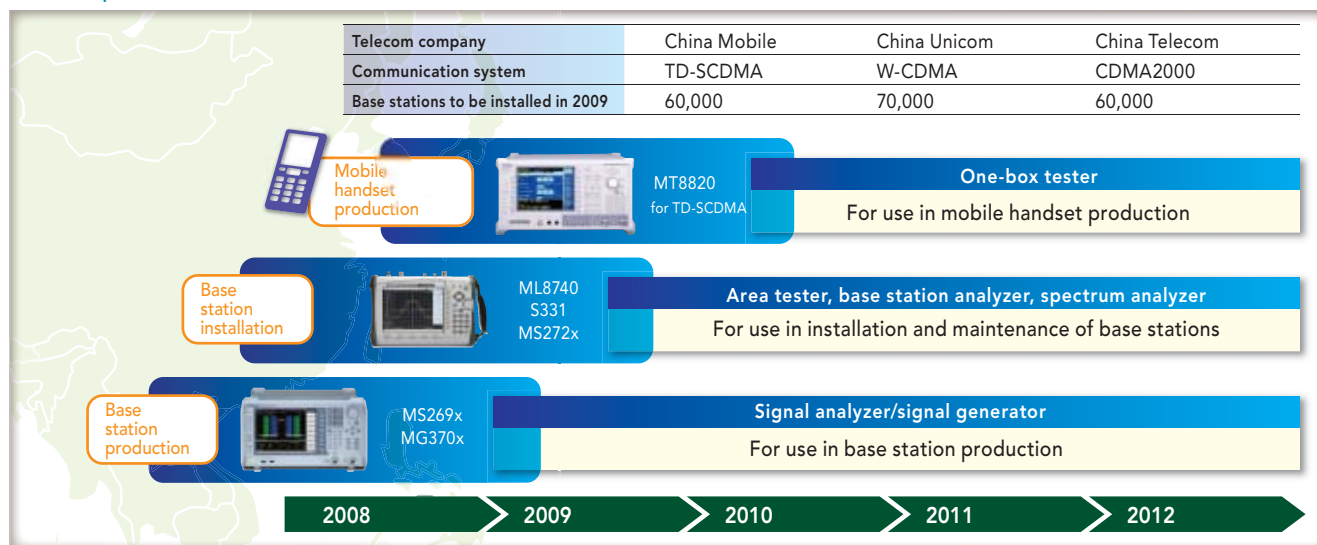 Telecom company China Mobile China Unicom China Telecom
Communication system TD-SCDMA W-CDMA CDMA2000
Base stations to be installed in 2009 60,000 70,000 60,000
Mobile
handset
production
MT8820
for TD-SCDMA
One-box tester
For use in mobile handset production
Base
station
installation
ML8740
S331
MS272x
Area tester, base station analyzer, spectrum analyzer
For use in installation and maintenance of base stations
Base
station
production
MS269x
MG370x
Signal analyzer/signal generator
For use in base station production
2008 2009 2010 2011 2012